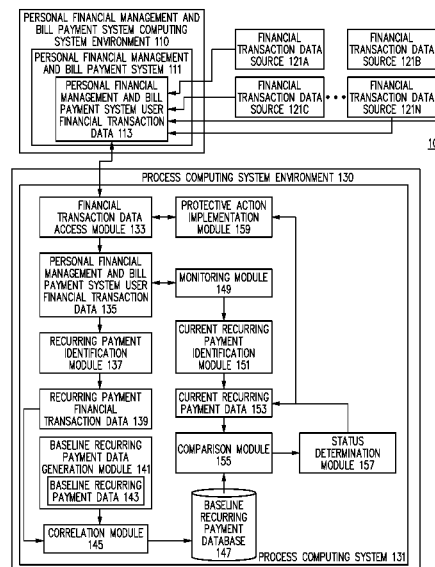 PERSONAL FINANCIAL MANAGEMENT AND
BILL PAYMENT SYSTEM COMPUTING
SYSTEM ENVIRONMENT 110
PERSONAL FINANCIAL MANAGEMENT
AND BILL PAYMENT SYSTEM 111
PERSONAL FINANCIAL
MANAGEMENT AND BILL
PAYMENT SYSTEM USER
FINANCIAL TRANSACTION
DATA 113
FINANCIAL
TRANSACTION DATA
SOURCE 121A
FINANCIAL
TRANSACTION DATA
SOURCE 121B
FINANCIAL
TRANSACTION DATA
SOURCE 121C
FINANCIAL
TRANSACTION DATA
SOURCE 121N
PROCESS COMPUTING SYSTEM ENVIRONMENT 130
FINANCIAL
TRANSACTION DATA
ACCESS MODULE 133
PROTECTIVE ACTION
IMPLEMENTATION
MODULE 159
PERSONAL FINANCIAL
MANAGEMENT AND BILL
PAYMENT SYSTEM USER
FINANCIAL TRANSACTION
DATA 135
MONITORING MODULE
149
RECURRING PAYMENT
IDENTIFICATION
MODULE 137
CURRENT RECURRING
PAYMENT
IDENTIFICATION
MODULE 151
RECURRING PAYMENT
FINANCIAL
TRANSACTION
DATA 139
CURRENT RECURRING
PAYMENT DATA 153
BASELINE RECURRING
PAYMENT DATA
GENERATION MODULE 141
BASELINE RECURRING
PAYMENT DATA 143
COMPARISON MODULE
155
STATUS
DETERMINATION
MODULE 157
CORRELATION MODULE
145
BASELINE
RECURRING
PAYMENT
DATABASE
147
PROCESS COMPUTING SYSTEM 131